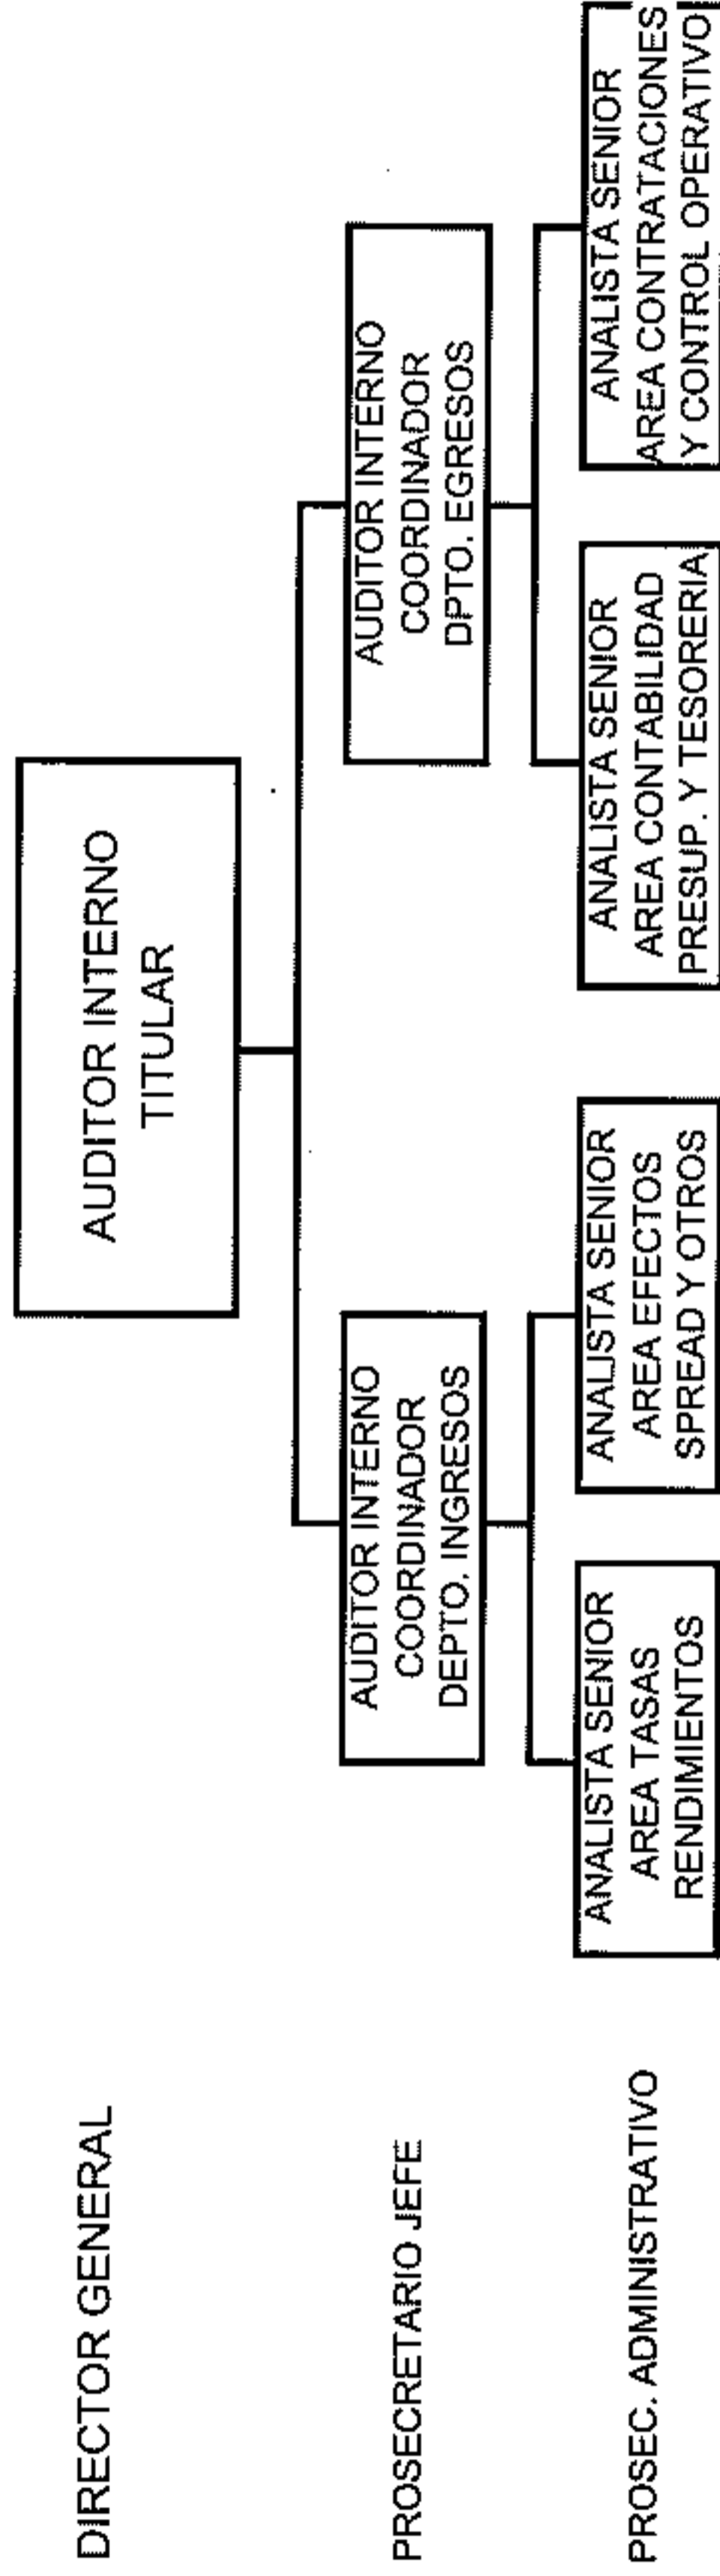 DIRECTOR GENERAL
AUDITOR INTERNO
TITULAR
PROSECRETARIO JEFE
AUDITOR INTERNO
COORDINADOR
DEPTO. INGRESOS
AUDITOR INTERNO
COORDINADOR
DPTO. EGRESOS
PROSEC. ADMINISTRATIVO
ANALISTA SENIOR
AREA TASAS
RENDIMIENTOS
ANALISTA SENIOR
AREA EFECTOS
SPREAD Y OTROS
ANALISTA SENIOR
AREA CONTABILIDAD
PRESUP. Y TESORERIA
ANALISTA SENIOR
AREA CONTRATACIONES
Y CONTROL OPERATIVO